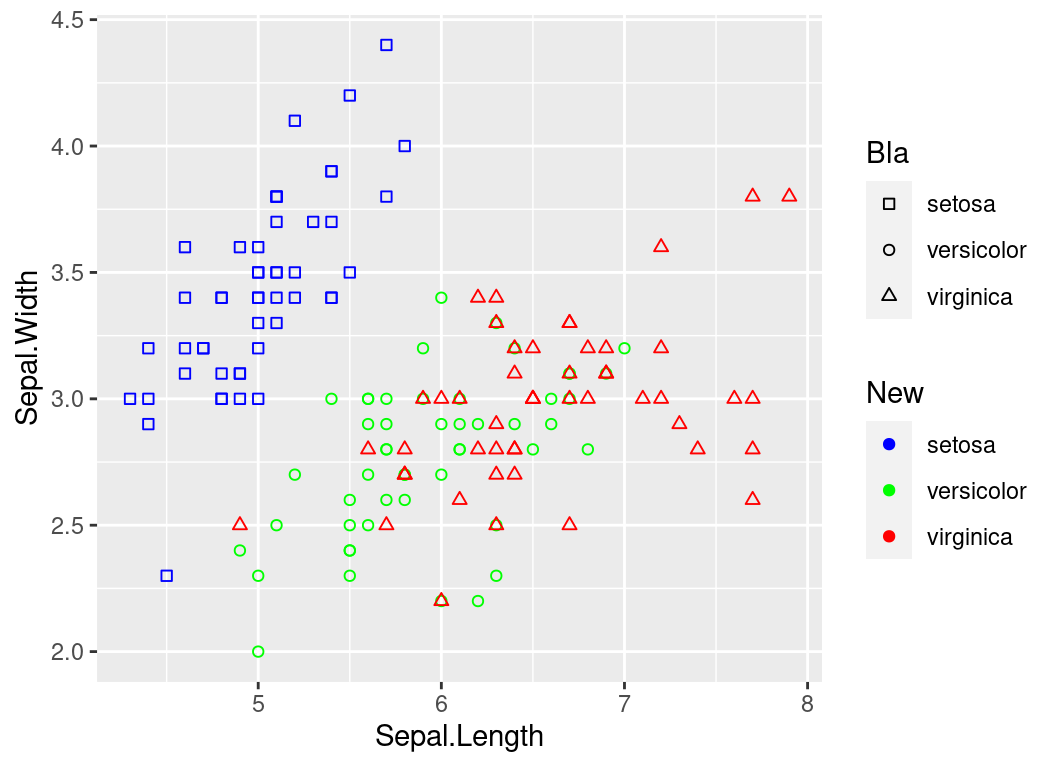 4.5
4.0
3.5
3.0
2.5
2.0
Sepal.Width
5 6 7 8
Sepal.Length
Bla
setosa
versicolor
virginica
New
setosa
versicolor
virginica